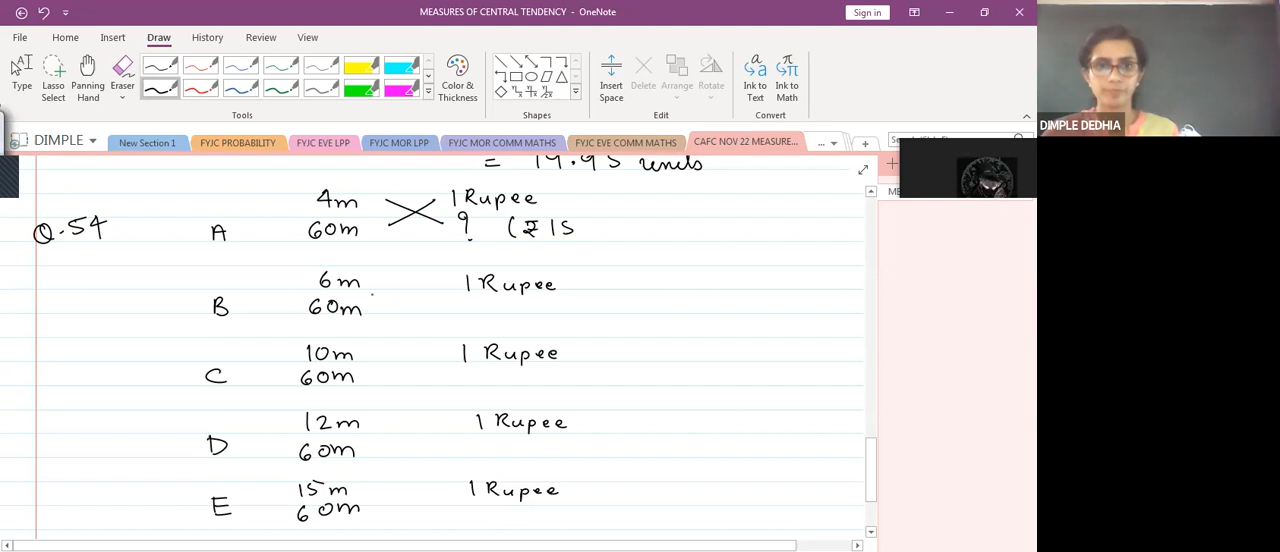 MEASURES OF CENTRAL TENDENCY - OneNote
Sign in
File Home Insert Draw History Review View
Type
Lasso Select
Panning Hand
Eraser
Color & Thickness
Insert Space
Delete
Arrange
Rotate
Ink to Text
Ink to Math
Tools
Shapes
Edit
Convert
DIMPLE
New Section 1
FYJC PROBABILITY
FYJC EVE LPP
FYJC MOR LPP
FYJC MOR COMM MATHS
FYJC EVE COMM MATHS
CAFC NOV 22 MEASURE...
...
DIMPLE DEDHIA
= 19.95 units
4m 1 Rupee
Q.54 A 60m ? (₹ 15
6m 1 Rupee
B 60m
10m 1 Rupee
C 60m
12m 1 Rupee
D 60m
15m 1 Rupee
E 60m